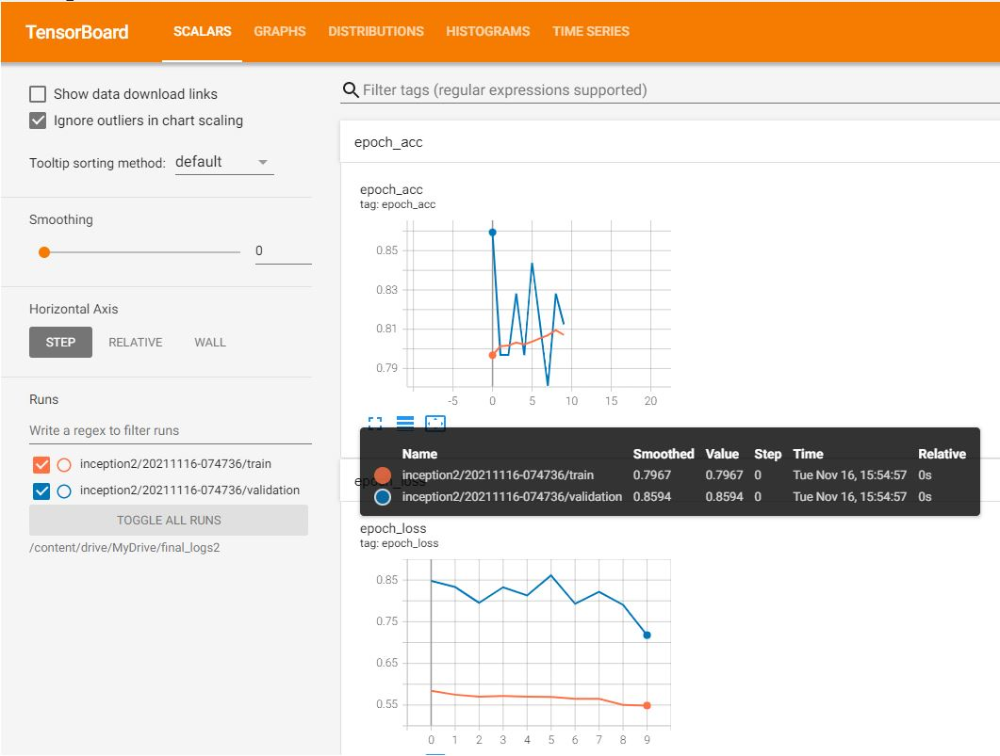 TensorBoard SCALARS GRAPHS DISTRIBUTIONS HISTOGRAMS TIME SERIES
Show data download links
Ignore outliers in chart scaling
Tooltip sorting method: default
Smoothing
0
Horizontal Axis
STEP RELATIVE WALL
Runs
Write a regex to filter runs
inception2/20211116-074736/train
inception2/20211116-074736/validation
TOGGLE ALL RUNS
/content/drive/MyDrive/final_logs2
Filter tags (regular expressions supported)
epoch_acc
epoch_acc
tag: epoch_acc
0.85
0.83
0.81
0.79
-5 0 5 10 15 20
Name Smoothed Value Step Time Relative
inception2/20211116-074736/train 0.7967 0.7967 0 Tue Nov 16, 15:54:57 0s
inception2/20211116-074736/validation 0.8594 0.8594 0 Tue Nov 16, 15:54:57 0s
epoch_loss
epoch_loss
tag: epoch_loss
0.85
0.75
0.65
0.55
0 1 2 3 4 5 6 7 8 9